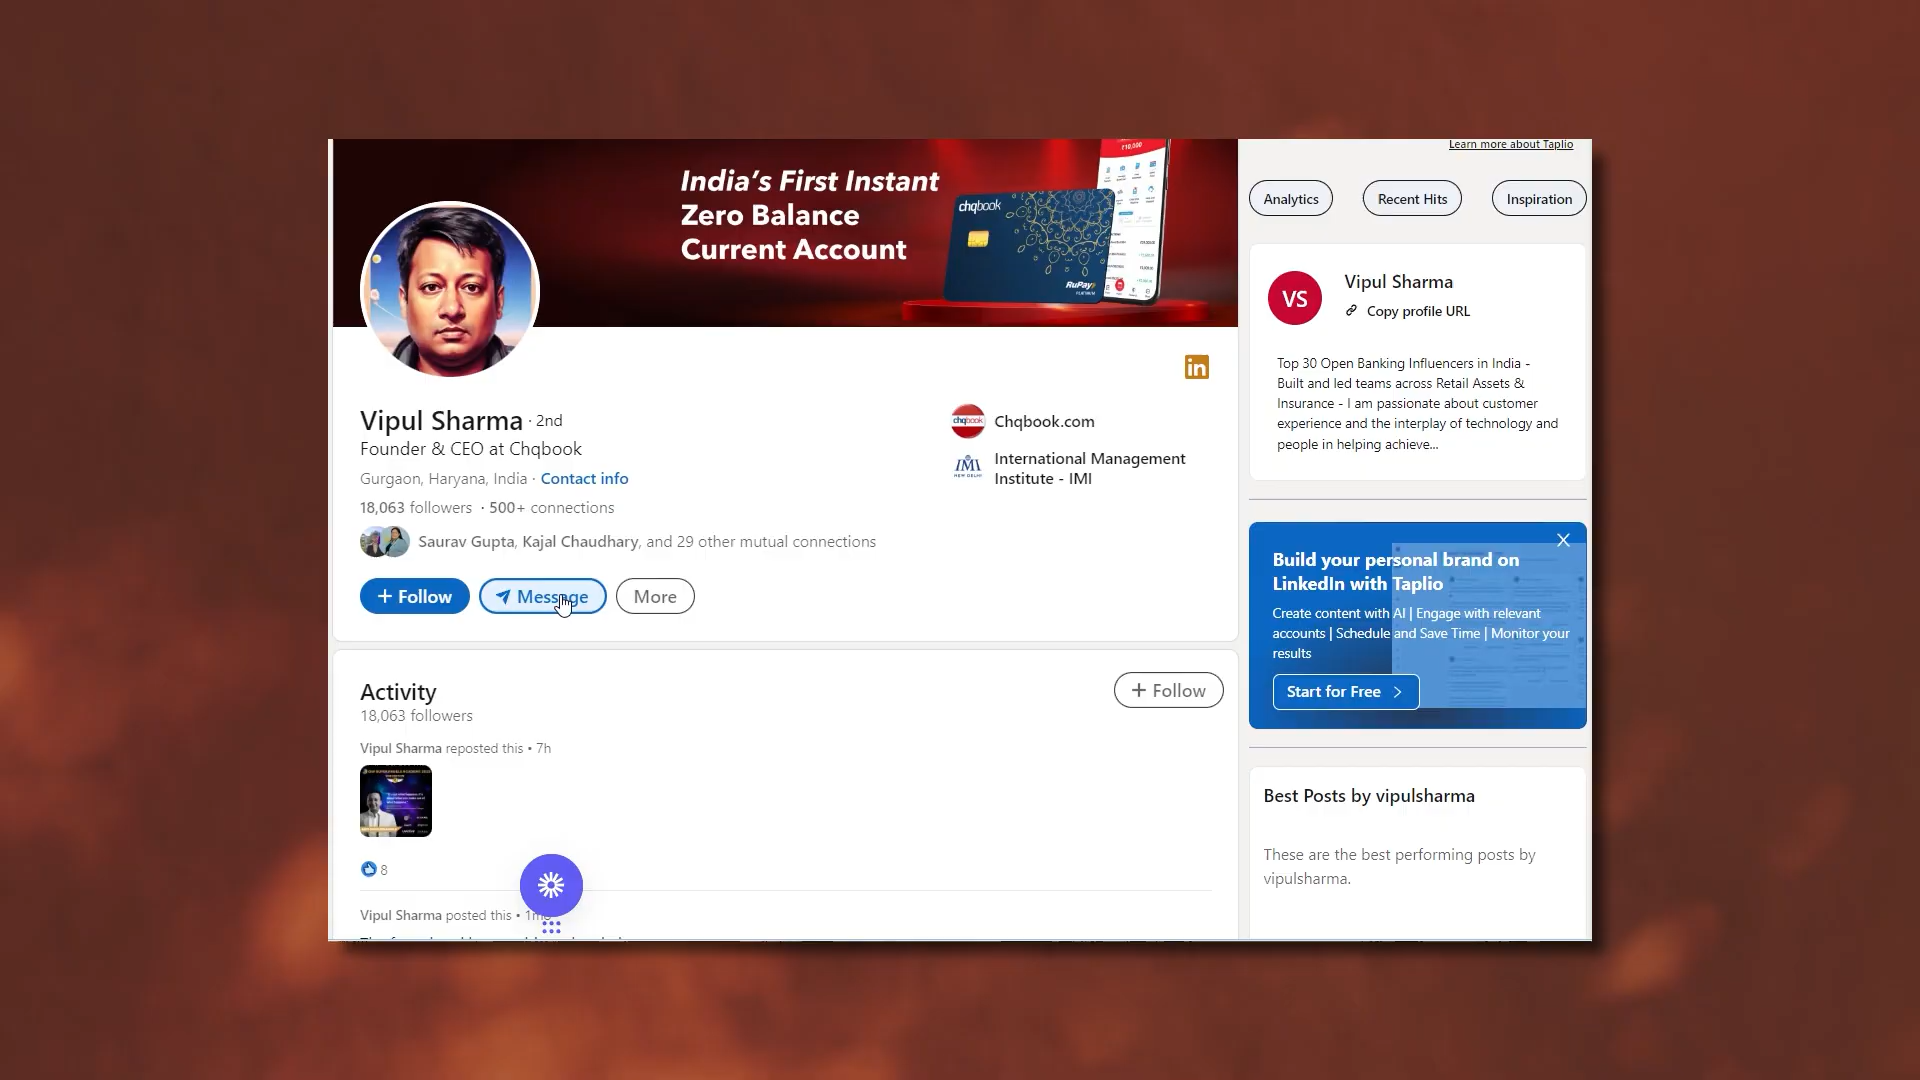 India's First Instant
Zero Balance
Current Account
₹10,000
chqbook
RuPay
Learn more about Taplio
Analytics
Recent Hits
Inspiration
VS
Vipul Sharma
Copy profile URL
Top 30 Open Banking Influencers in India -
Built and led teams across Retail Assets &
Insurance - I am passionate about customer
experience and the interplay of technology and
people in helping achieve...
in
Vipul Sharma · 2nd
Founder & CEO at Chqbook
Gurgaon, Haryana, India · Contact info
18,063 followers · 500+ connections
Saurav Gupta, Kajal Chaudhary, and 29 other mutual connections
chqbook
Chqbook.com
IMI
NEW DELHI
International Management
Institute - IMI
+ Follow
Message
More
Build your personal brand on
LinkedIn with Taplio
Create content with AI | Engage with relevant
accounts | Schedule and Save Time | Monitor your
results
Start for Free >
Activity
18,063 followers
+ Follow
Vipul Sharma reposted this • 7h
8
Vipul Sharma posted this • 1mo
Best Posts by vipulsharma
These are the best performing posts by
vipulsharma.